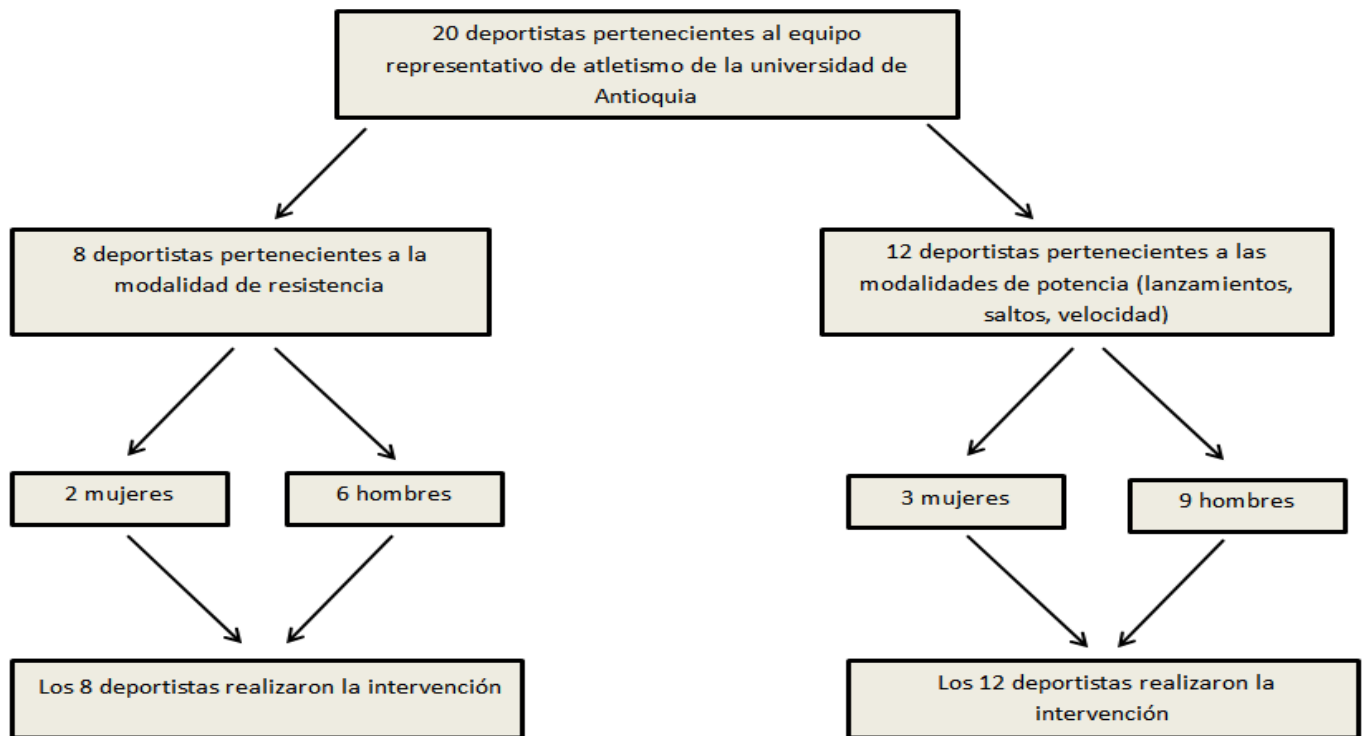 20 deportistas pertenecientes al equipo
representativo de atletismo de la universidad de
Antioquia
8 deportistas pertenecientes a la
modalidad de resistencia
12 deportistas pertenecientes a las
modalidades de potencia (lanzamientos,
saltos, velocidad)
2 mujeres
6 hombres
3 mujeres
9 hombres
Los 8 deportistas realizaron la intervención
Los 12 deportistas realizaron la
intervención